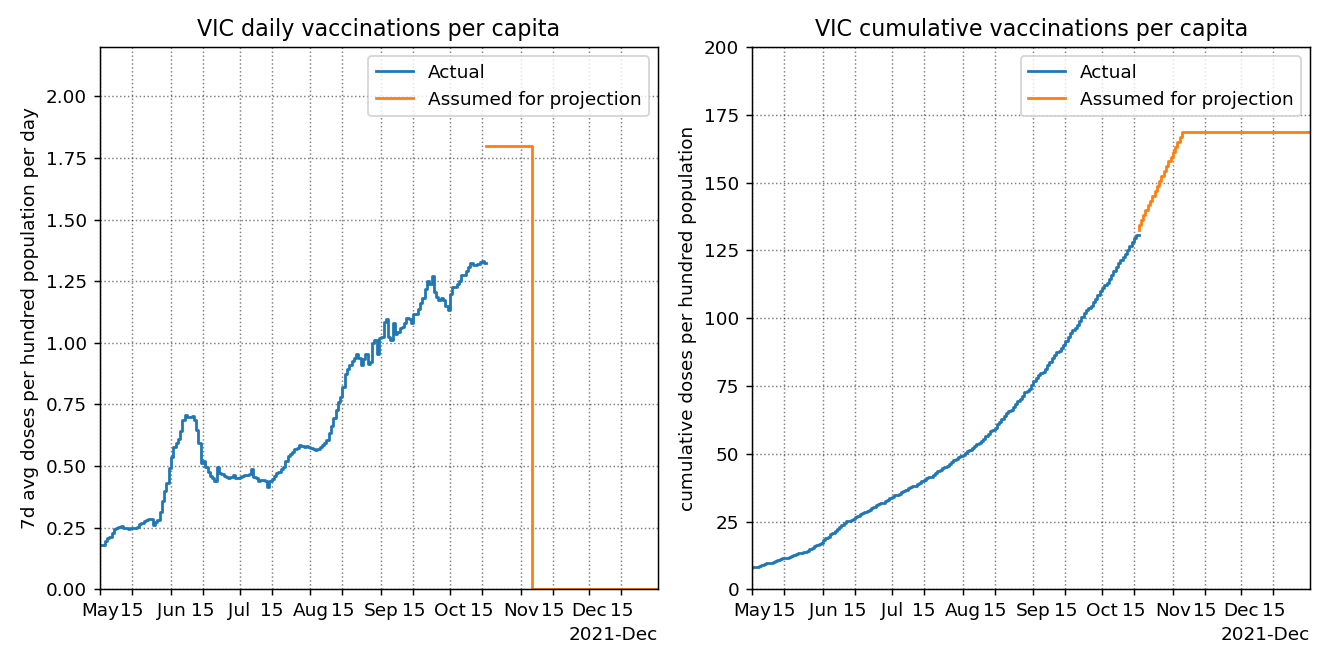 VIC daily vaccinations per capita
7d avg doses per hundred population per day
2.00
1.75
1.50
1.25
1.00
0.75
0.50
0.25
0.00
Actual
Assumed for projection
May 15 Jun 15 Jul 15 Aug 15 Sep 15 Oct 15 Nov 15 Dec 15
2021-Dec
VIC cumulative vaccinations per capita
cumulative doses per hundred population
200
175
150
125
100
75
50
25
0
Actual
Assumed for projection
May 15 Jun 15 Jul 15 Aug 15 Sep 15 Oct 15 Nov 15 Dec 15
2021-Dec